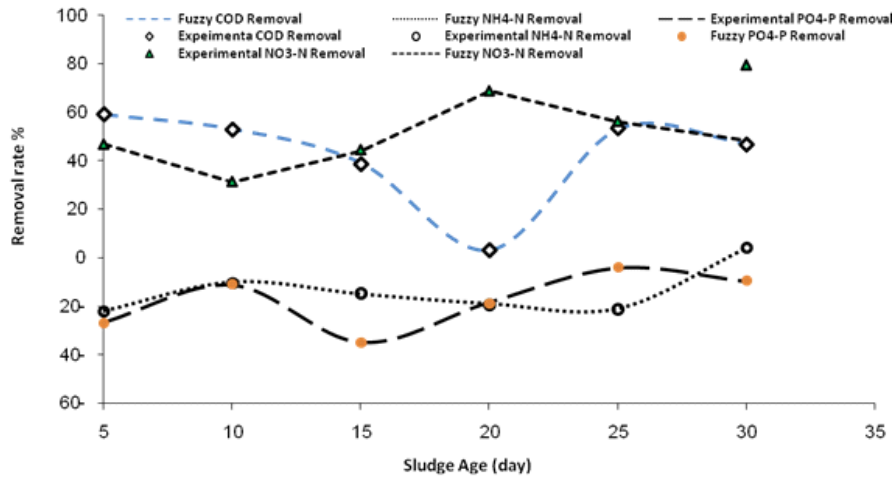 Fuzzy COD Removal Fuzzy NH4-N Removal Experimental PO4-P Removal
Expeimenta COD Removal Experimental NH4-N Removal Fuzzy PO4-P Removal
Experimental NO3-N Removal Fuzzy NO3-N Removal
100
80
60
40
20
0
20-
40-
60-
Removal rate %
5 10 15 20 25 30 35
Sludge Age (day)